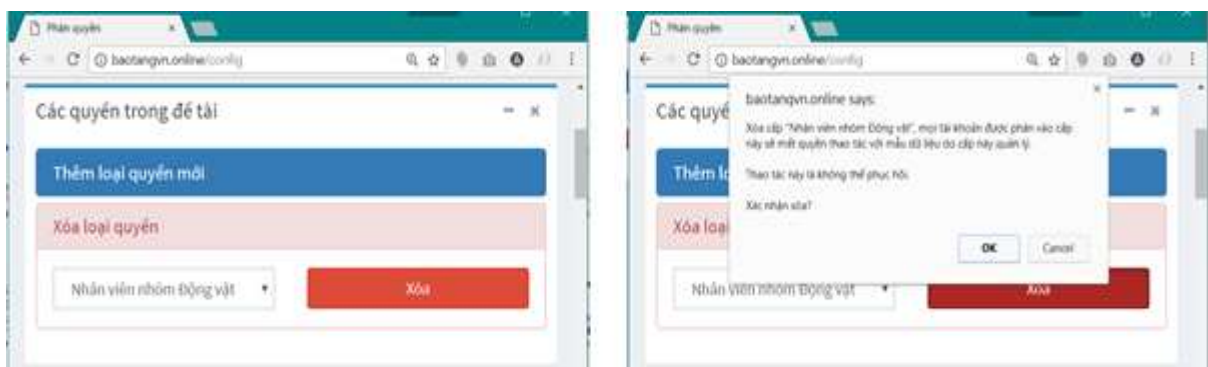 Phân quyền
baotangvn.online/config
Các quyền trong đề tài
Thêm loại quyền mới
Xóa loại quyền
Nhân viên nhóm Động vật
Xóa
Phân quyền
baotangvn.online/config
Các quyề
baotangvn.online says:
Xóa cấp "Nhân viên nhóm Động vật", mọi tài khoản được phân vào cấp
này sẽ mất quyền thao tác với mẫu dữ liệu do cấp này quản lý.
Thao tác này là không thể phục hồi.
Xác nhận xóa?
OK
Cancel
Thêm lo
Xóa loại
Nhân viên nhóm Động vật
Xóa